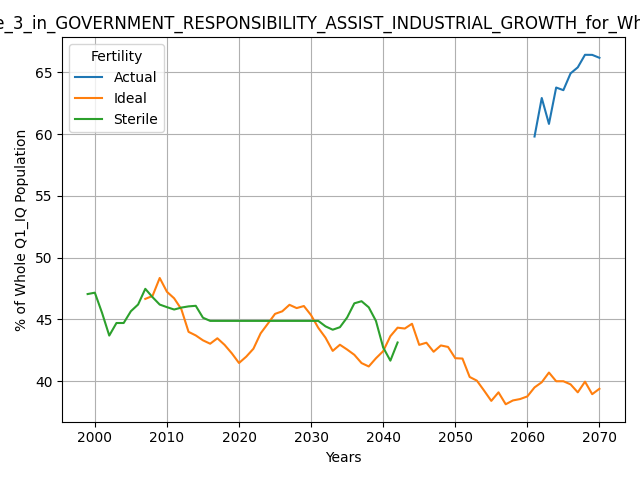 e_3_in_GOVERNMENT_RESPONSIBILITY_ASSIST_INDUSTRIAL_GROWTH_for_Wh
Fertility
Actual
Ideal
Sterile
% of Whole Q1_IQ Population
65
60
55
50
45
40
2000
2010
2020
2030
2040
2050
2060
2070
Years